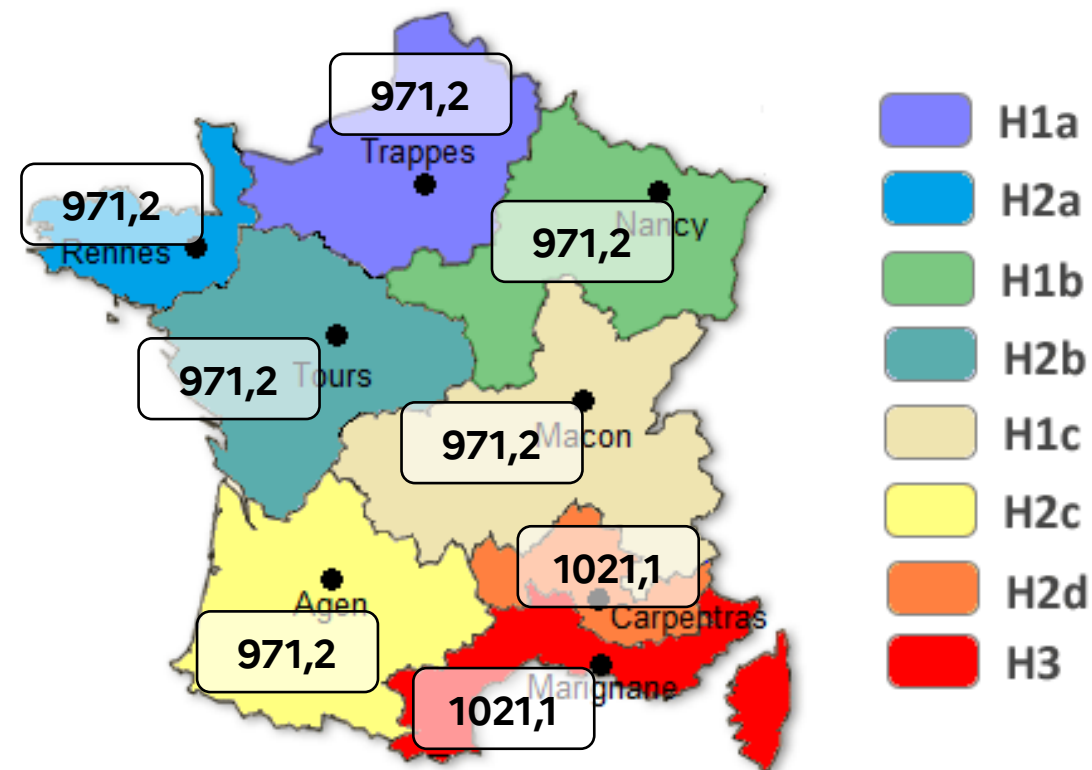 971,2
Trappes
971,2
Rennes
Nancy
971,2
971,2
Tours
971,2
Macon
1021,1
Carpentras
Agen
971,2
Marignane
1021,1
H1a
H2a
H1b
H2b
H1c
H2c
H2d
H3